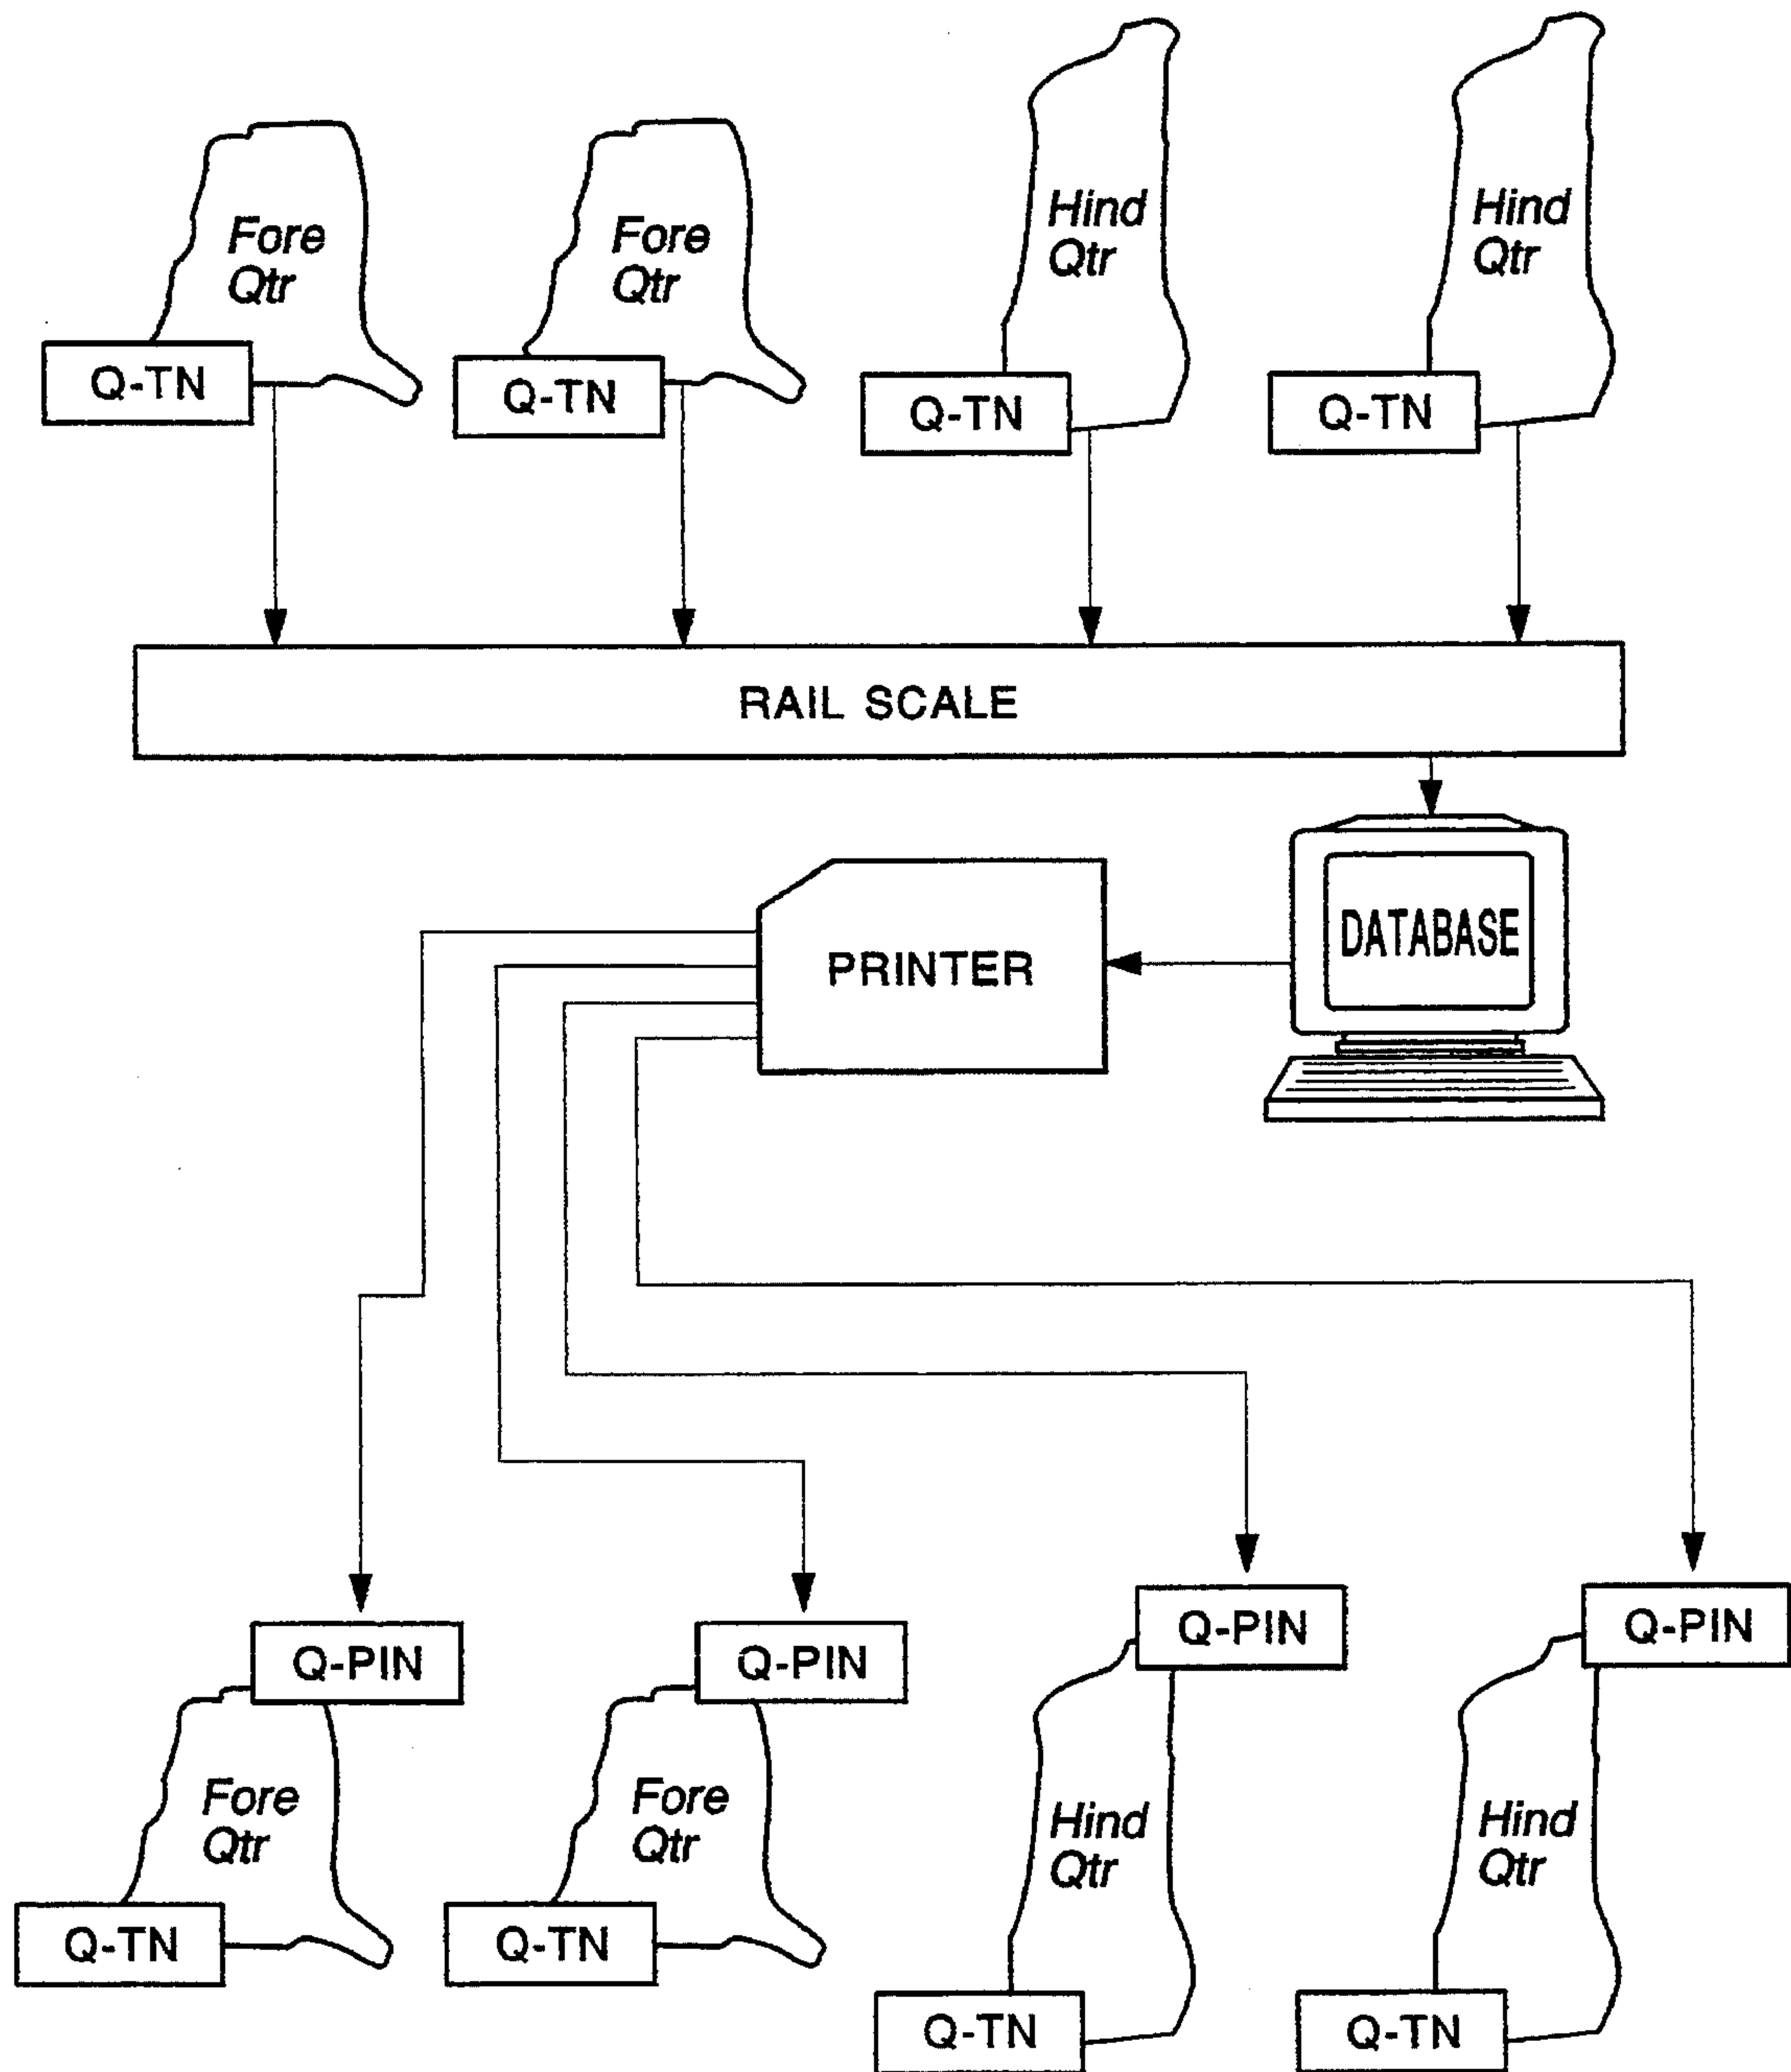 Fore
Qtr
Fore
Qtr
Hind
Qtr
Hind
Qtr
Q-TN
Q-TN
Q-TN
Q-TN
RAIL SCALE
PRINTER
DATABASE
Q-PIN
Q-PIN
Q-PIN
Q-PIN
Fore
Qtr
Fore
Qtr
Hind
Qtr
Hind
Qtr
Q-TN
Q-TN
Q-TN
Q-TN